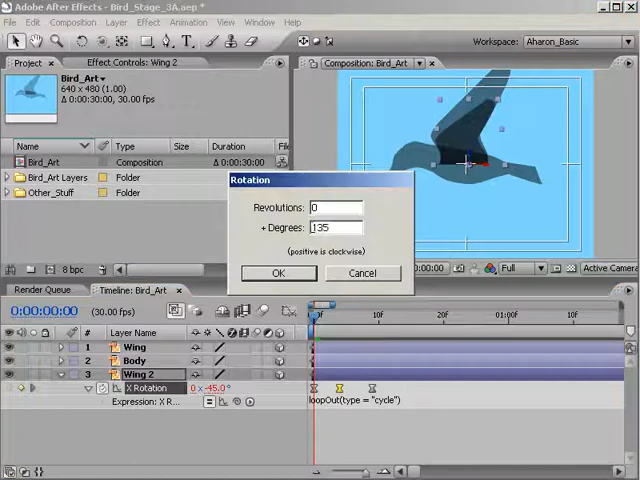 Adobe After Effects - Bird_Stage_3A.aep *
File Edit Composition Layer Effect Animation View Window Help
Workspace: Aharon_Basic
Project × Effect Controls: Wing 2
Bird_Art
640 x 480 (1.00)
Δ 0:00:30:00, 30.00 fps
Name Type Size Duration
Bird_Art Composition 0:00:30:00
Bird_Art Layers Folder
Other_Stuff Folder
8 bpc
Composition: Bird_Art
Full Active Camera
Rotation
Revolutions: 0
+ Degrees: 135
(positive is clockwise)
OK Cancel
Render Queue Timeline: Bird_Art ×
0:00:00:00 (30.00 fps)
# Layer Name
10f 20f 01:00f 10f
1 Wing
2 Body
3 Wing 2
X Rotation 0 x -45.0 °
Expression: X R... loopOut(type = "cycle")